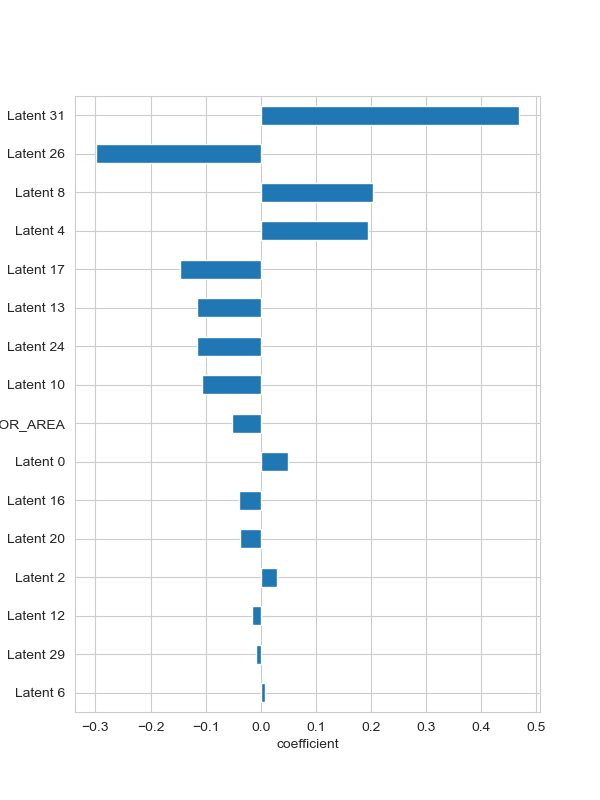 Latent 31
Latent 26
Latent 8
Latent 4
Latent 17
Latent 13
Latent 24
Latent 10
OR_AREA
Latent 0
Latent 16
Latent 20
Latent 2
Latent 12
Latent 29
Latent 6
−0.3 −0.2 −0.1 0.0 0.1 0.2 0.3 0.4 0.5
coefficient